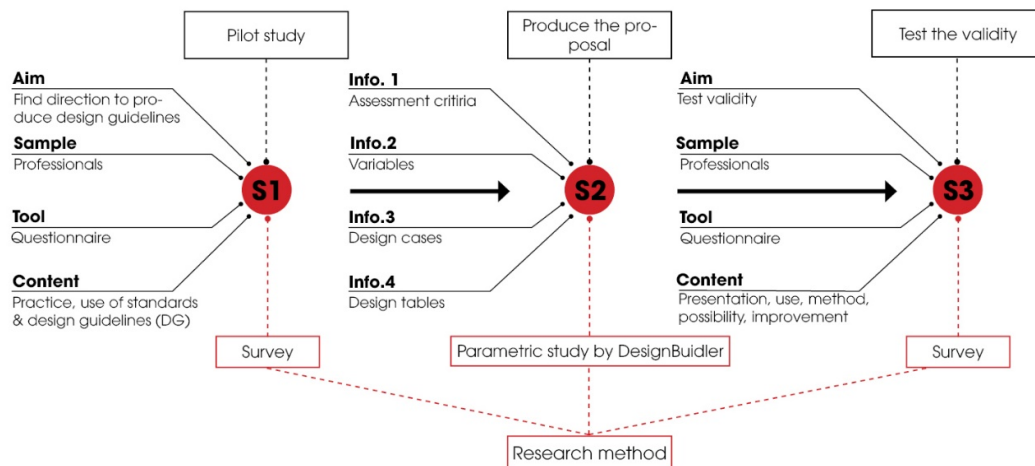 Pilot study
Produce the pro-
posal
Test the validity
Aim
Find direction to pro-
duce design guidelines
Sample
Professionals
Tool
Questionnaire
Content
Practice, use of standards
& design guidelines (DG)
S1
Info. 1
Assessment critiria
Info.2
Variables
Info.3
Design cases
Info.4
Design tables
S2
Aim
Test validity
Sample
Professionals
Tool
Questionnaire
Content
Presentation, use, method,
possibility, improvement
S3
Survey
Parametric study by DesignBuidler
Survey
Research method